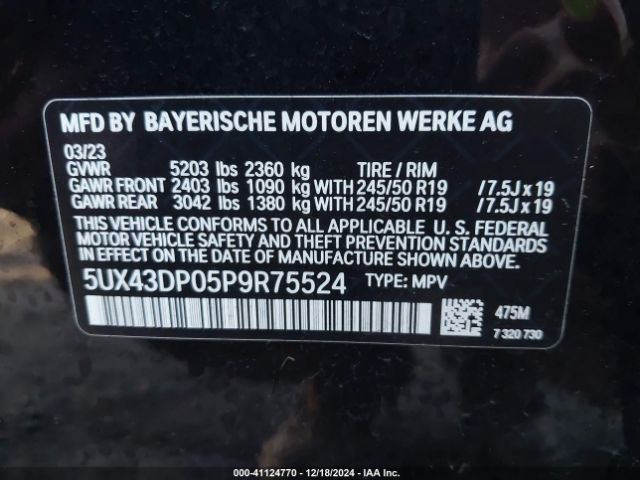 MFD BY BAYERISCHE MOTOREN WERKE AG
03/23
GVWR 5203 lbs 2360 kg TIRE / RIM
GAWR FRONT 2403 lbs 1090 kg WITH 245/50 R19 /7.5J x 19
GAWR REAR 3042 lbs 1380 kg WITH 245/50 R19 /7.5J x 19
THIS VEHICLE CONFORMS TO ALL APPLICABLE U. S. FEDERAL
MOTOR VEHICLE SAFETY, BUMPER, AND THEFT PREVENTION
STANDARDS IN EFFECT ON THE DATE OF MANUFACTURE SHOWN ABOVE.
5UX43DP05P9R75524 TYPE: MPV
475M
7 320 730
000-41124770 - 12/18/2024 - IAAI.com